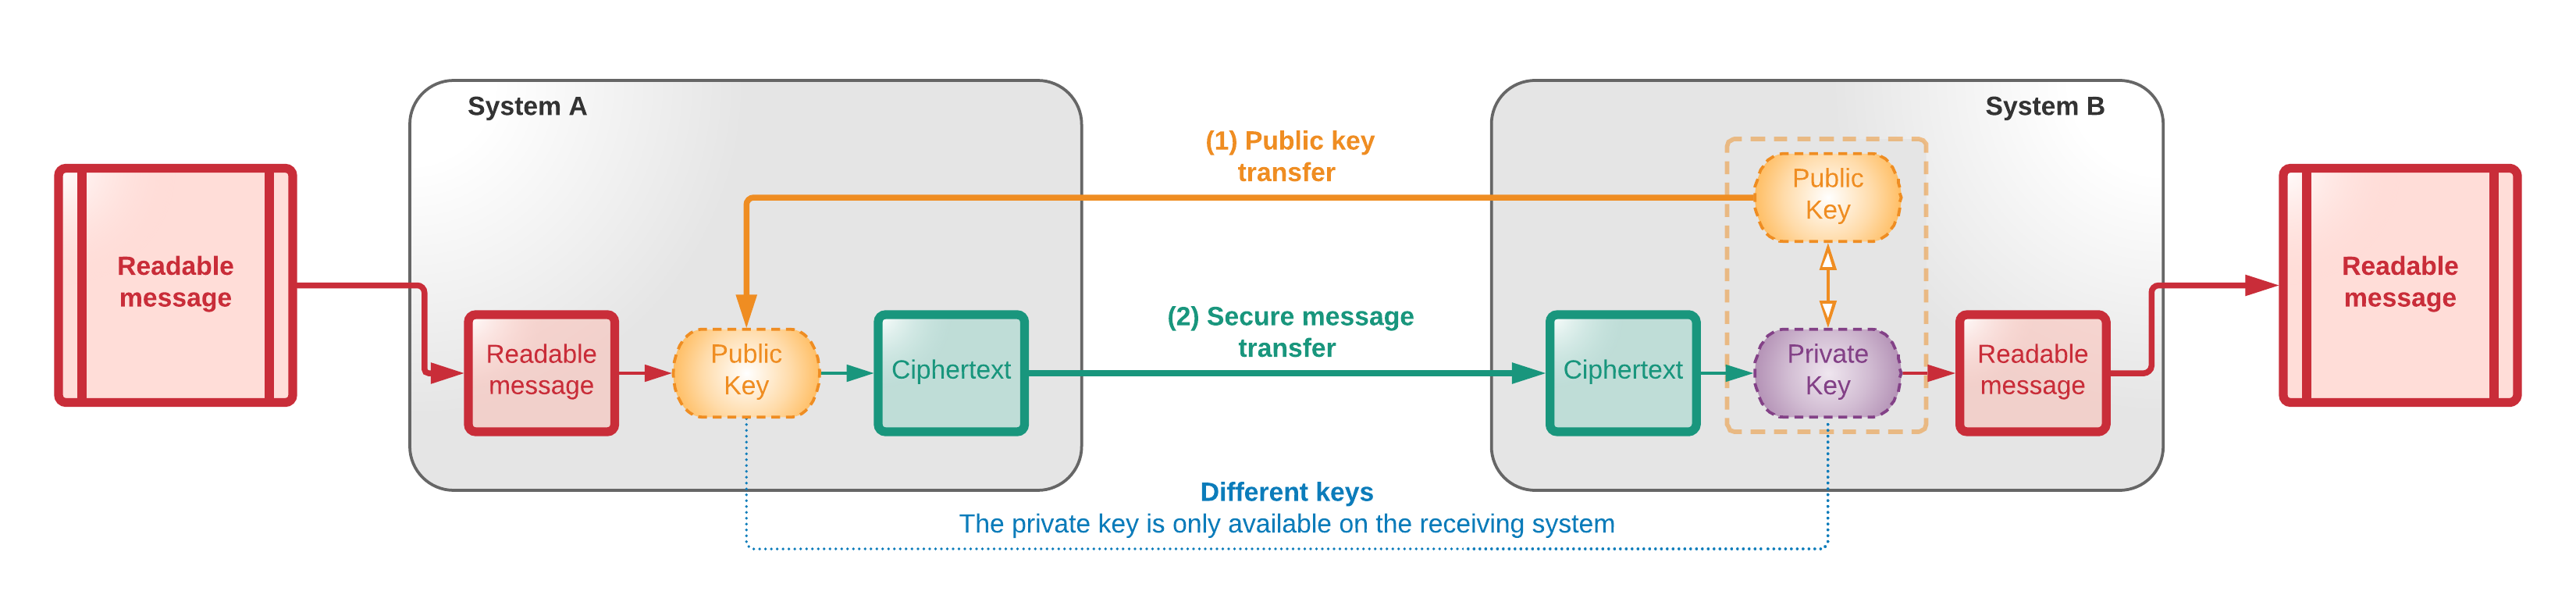 System A
System B
(1) Public key
transfer
Public
Key
Readable
message
Readable
message
(2) Secure message
transfer
Readable
message
Public
Key
Ciphertext
Ciphertext
Private
Key
Readable
message
Different keys
The private key is only available on the receiving system